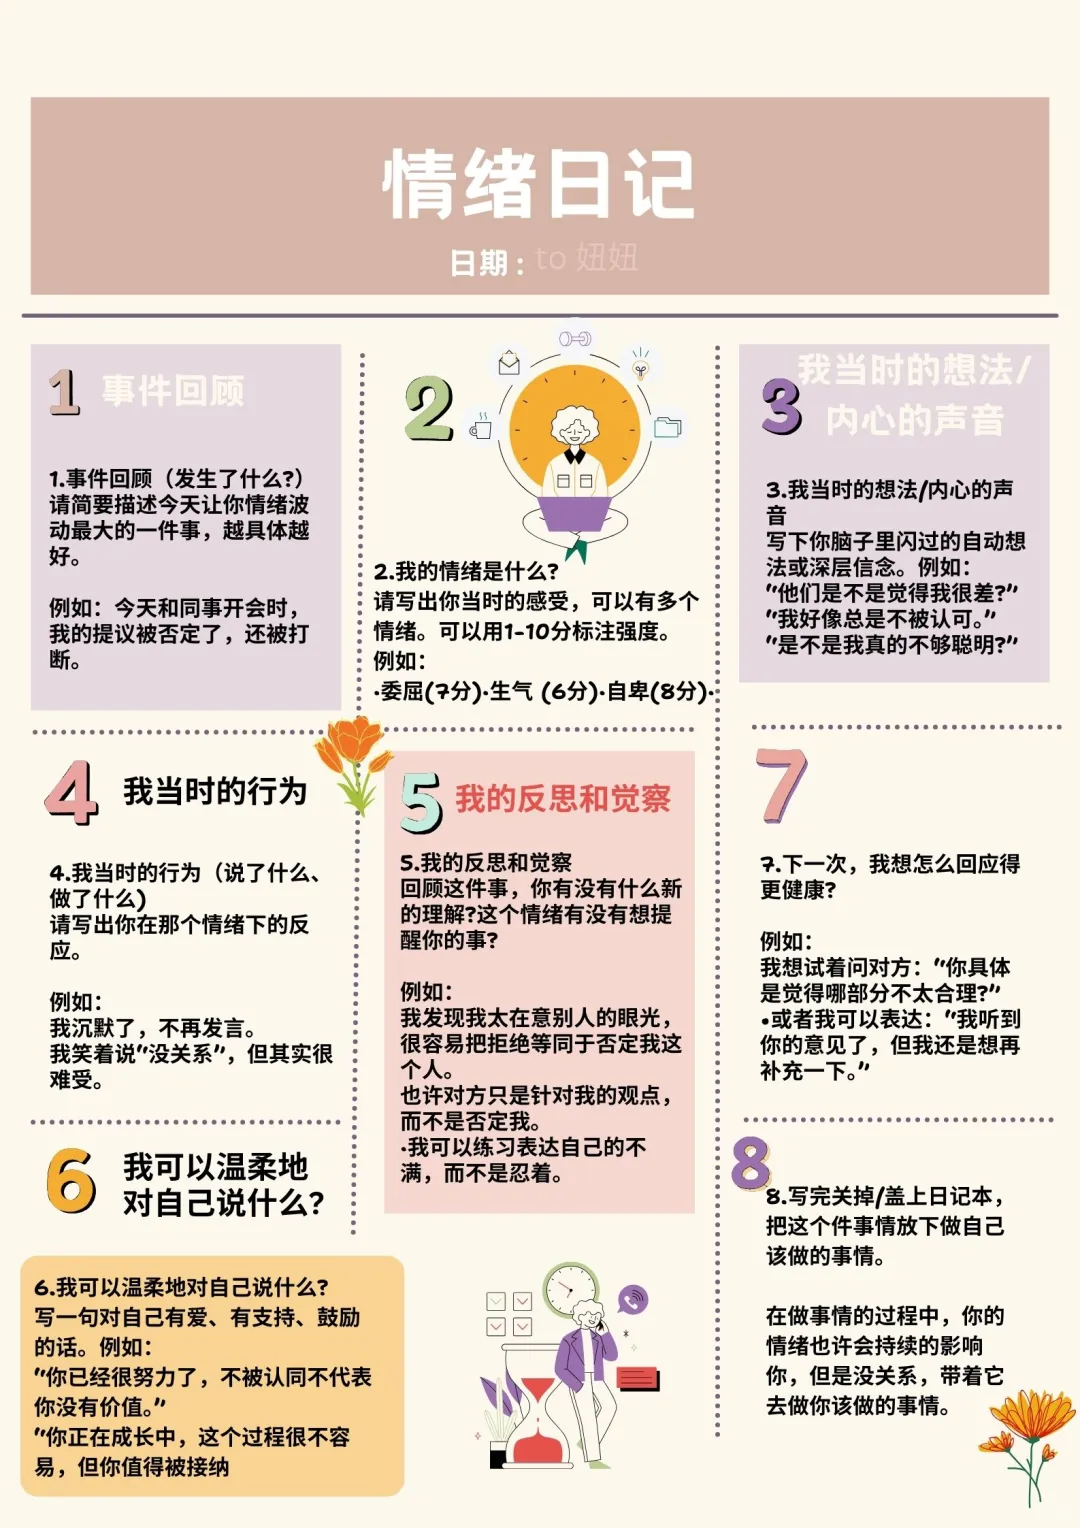 情绪日记
日期：to 妞妞
1 事件回顾
1.事件回顾（发生了什么?）
请简要描述今天让你情绪波
动最大的一件事，越具体越
好。
例如：今天和同事开会时，
我的提议被否定了，还被打
断。
2
2.我的情绪是什么?
请写出你当时的感受，可以有多个
情绪。可以用1-10分标注强度。
例如：
·委屈(7分)·生气 (6分)·自卑(8分)·
3
我当时的想法/
内心的声音
3.我当时的想法/内心的声
音
写下你脑子里闪过的自动想
法或深层信念。例如：
"他们是不是觉得我很差?"
"我好像总是不被认可。"
"是不是我真的不够聪明?"
4 我当时的行为
4.我当时的行为（说了什么、
做了什么)
请写出你在那个情绪下的反
应。
例如：
我沉默了，不再发言。
我笑着说"没关系"，但其实很
难受。
5 我的反思和觉察
5.我的反思和觉察
回顾这件事，你有没有什么新
的理解?这个情绪有没有想提
醒你的事?
例如：
我发现我太在意别人的眼光，
很容易把拒绝等同于否定我这
个人。
也许对方只是针对我的观点，
而不是否定我。
·我可以练习表达自己的不
满，而不是忍着。
6
我可以温柔地
对自己说什么?
6.我可以温柔地对自己说什么?
写一句对自己有爱、有支持、鼓励
的话。例如：
"你已经很努力了，不被认同不代表
你没有价值。"
"你正在成长中，这个过程很不容
易，但你值得被接纳
7
7.下一次，我想怎么回应得
更健康?
例如：
我想试着问对方："你具体
是觉得哪部分不太合理?"
•或者我可以表达："我听到
你的意见了，但我还是想再
补充一下。"
8
8.写完关掉/盖上日记本，
把这个件事情放下做自己
该做的事情。
在做事情的过程中，你的
情绪也许会持续的影响
你，但是没关系，带着它
去做你该做的事情。